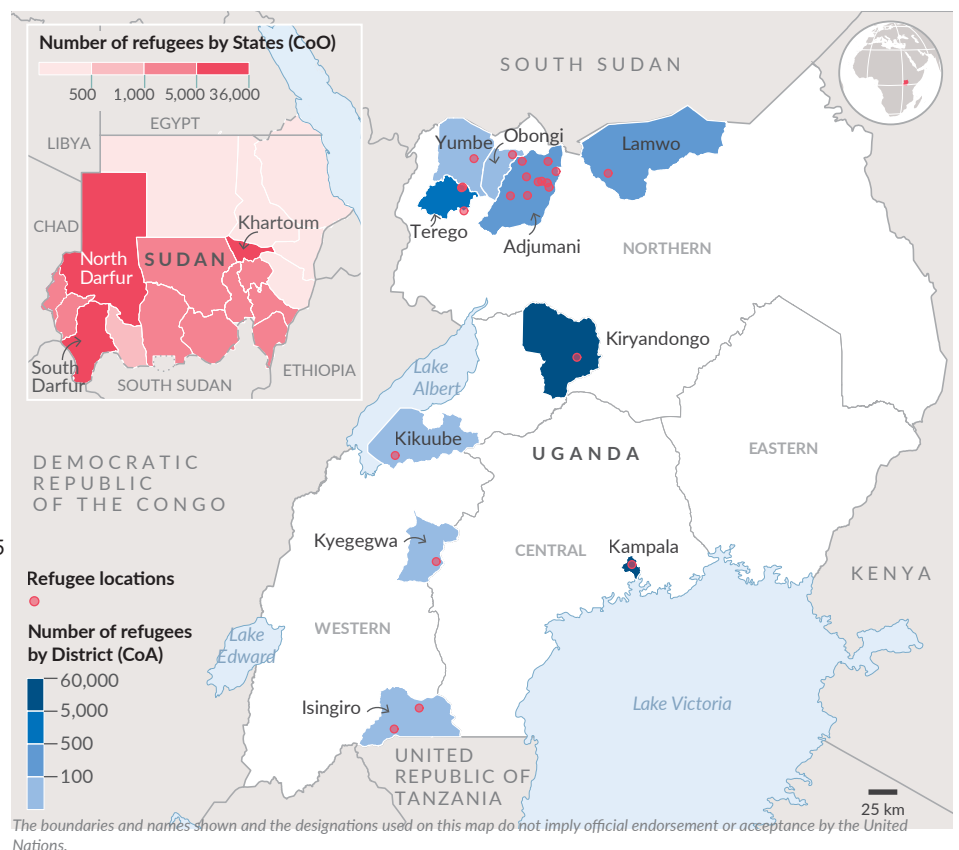 Number of refugees by States (CoO)
500 1,000 5,000 36,000
EGYPT
LIBYA
CHAD
Khartoum
North
Darfur
SUDAN
South
Darfur
SOUTH SUDAN
ETHIOPIA
SOUTH SUDAN
Yumbe
Obongi
Lamwo
Terego
Adjumani
NORTHERN
Kiryandongo
Lake
Albert
Kikuube
UGANDA
EASTERN
DEMOCRATIC
REPUBLIC
OF THE CONGO
Kyegegwa
CENTRAL
Kampala
KENYA
5
Refugee locations
Number of refugees
by District (CoA)
60,000
5,000
500
100
WESTERN
Lake
Edward
Isingiro
Lake Victoria
UNITED
REPUBLIC OF
TANZANIA
25 km
The boundaries and names shown and the designations used on this map do not imply official endorsement or acceptance by the United
Nations.